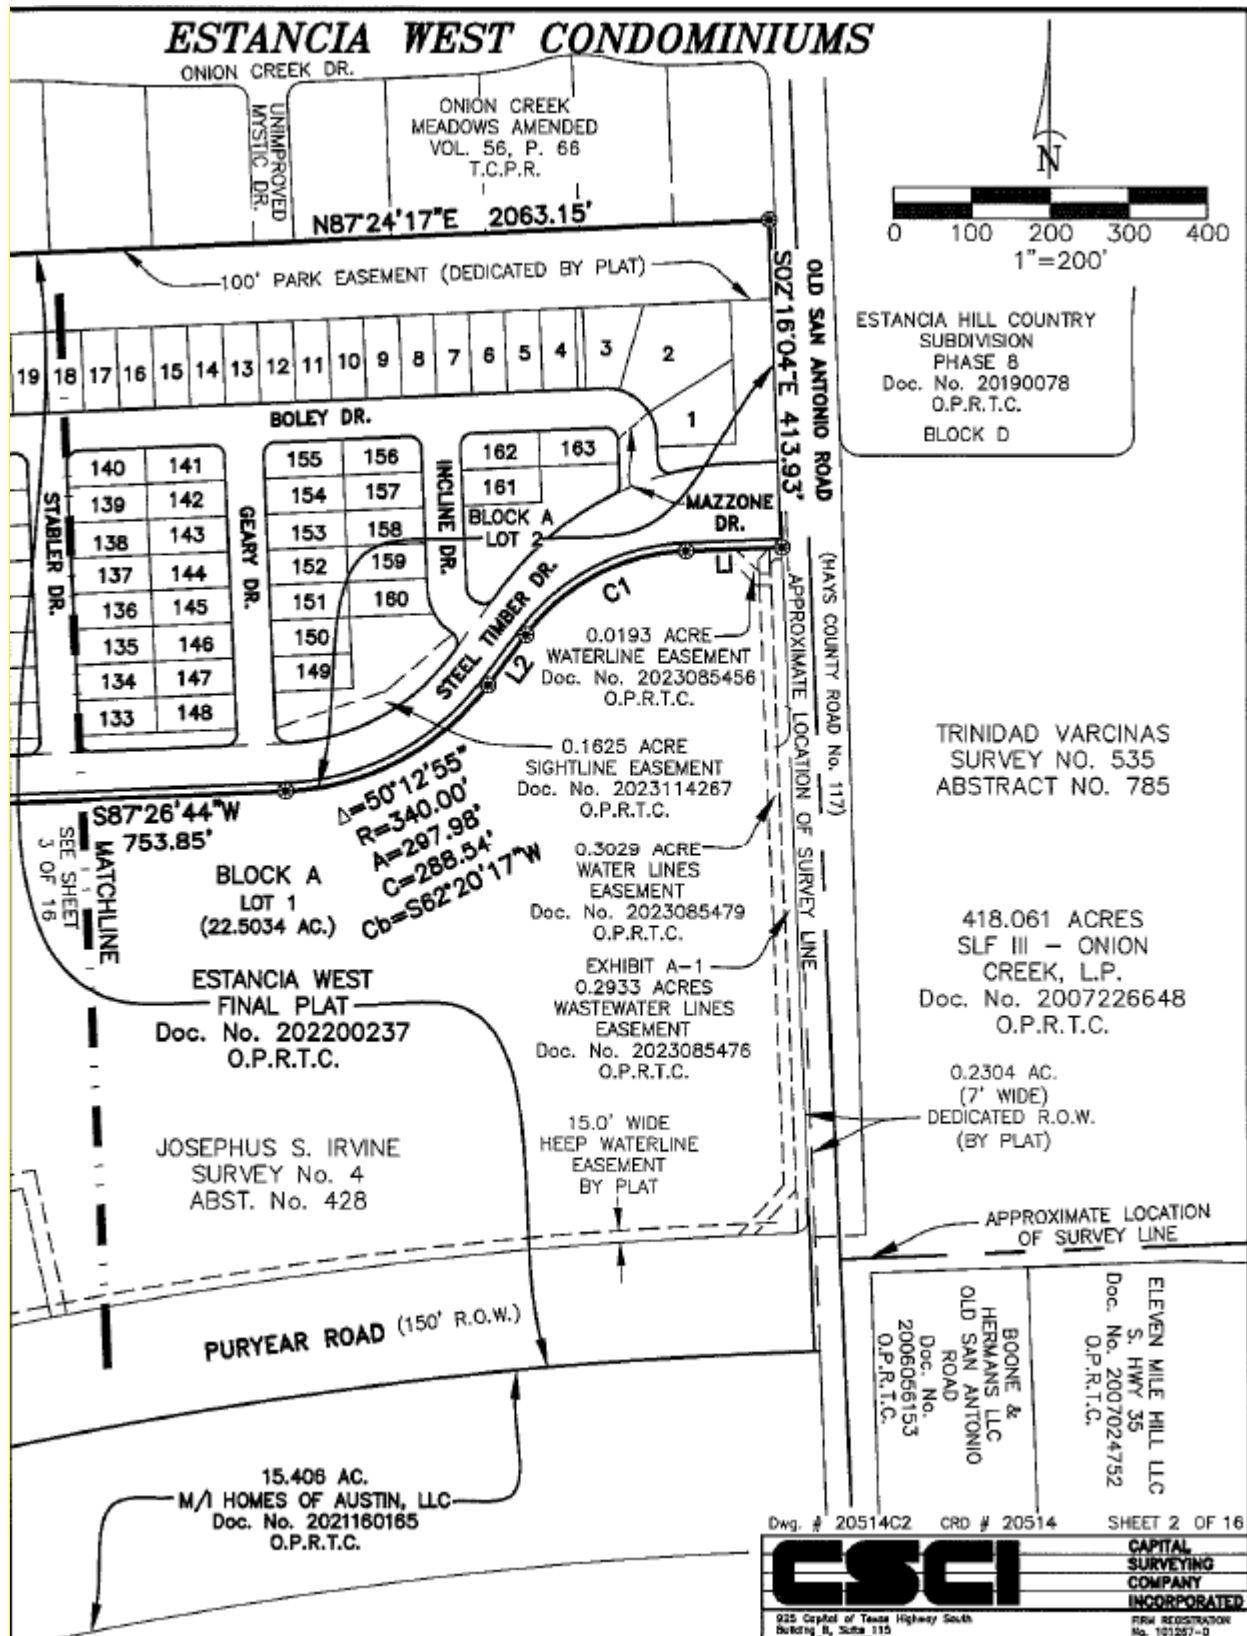 ESTANCIA WEST CONDOMINIUMS
ONION CREEK DR.
UNIMPROVED
MYSTIC DR.
ONION CREEK
MEADOWS AMENDED
VOL. 56, P. 66
T.C.P.R.
N
0 100 200 300 400
1"=200'
N87°24'17"E 2063.15'
100' PARK EASEMENT (DEDICATED BY PLAT)
S02°16'04"E 413.93'
OLD SAN ANTONIO ROAD
(HAYS COUNTY ROAD No. 117)
ESTANCIA HILL COUNTRY
SUBDIVISION
PHASE 8
Doc. No. 20190078
O.P.R.T.C.
BLOCK D
19 18 17 16 15 14 13 12 11 10 9 8 7 6 5 4 3 2
1
BOLEY DR.
140 141
139 142
138 143
137 144
136 145
135 146
134 147
133 148
STABLER DR.
GEARY DR.
155 156
154 157
153 158
152 159
151 160
150
149
INCLINE DR.
162 163
161
BLOCK A
LOT 2
MAZZONE
DR.
STEEL TIMBER DR.
C1
L1
L2
APPROXIMATE LOCATION OF SURVEY LINE
0.0193 ACRE
WATERLINE EASEMENT
Doc. No. 2023085456
O.P.R.T.C.
0.1625 ACRE
SIGHTLINE EASEMENT
Doc. No. 2023114267
O.P.R.T.C.
0.3029 ACRE
WATER LINES
EASEMENT
Doc. No. 2023085479
O.P.R.T.C.
EXHIBIT A-1
0.2933 ACRES
WASTEWATER LINES
EASEMENT
Doc. No. 2023085476
O.P.R.T.C.
15.0' WIDE
HEEP WATERLINE
EASEMENT
BY PLAT
S87°26'44"W
753.85'
Δ=50°12'55"
R=340.00'
A=297.98'
C=288.54'
Cb=S62°20'17"W
MATCHLINE
SEE SHEET
3 OF 16
BLOCK A
LOT 1
(22.5034 AC.)
ESTANCIA WEST
FINAL PLAT
Doc. No. 202200237
O.P.R.T.C.
JOSEPHUS S. IRVINE
SURVEY No. 4
ABST. No. 428
TRINIDAD VARCINAS
SURVEY NO. 535
ABSTRACT NO. 785
418.061 ACRES
SLF III – ONION
CREEK, L.P.
Doc. No. 2007226648
O.P.R.T.C.
0.2304 AC.
(7' WIDE)
DEDICATED R.O.W.
(BY PLAT)
APPROXIMATE LOCATION
OF SURVEY LINE
PURYEAR ROAD (150' R.O.W.)
BOONE &
HERMANS LLC
OLD SAN ANTONIO
ROAD
Doc. No.
2006056153
O.P.R.T.C.
ELEVEN MILE HILL LLC
S. HWY 35
Doc. No. 2007024752
O.P.R.T.C.
15.406 AC.
M/I HOMES OF AUSTIN, LLC
Doc. No. 2021160165
O.P.R.T.C.
Dwg. # 20514C2 CRD # 20514 SHEET 2 OF 16
CSCI
CAPITAL
SURVEYING
COMPANY
INCORPORATED
925 Capital of Texas Highway South
Building B, Suite 115
FIRM REGISTRATION
No. 101267-0